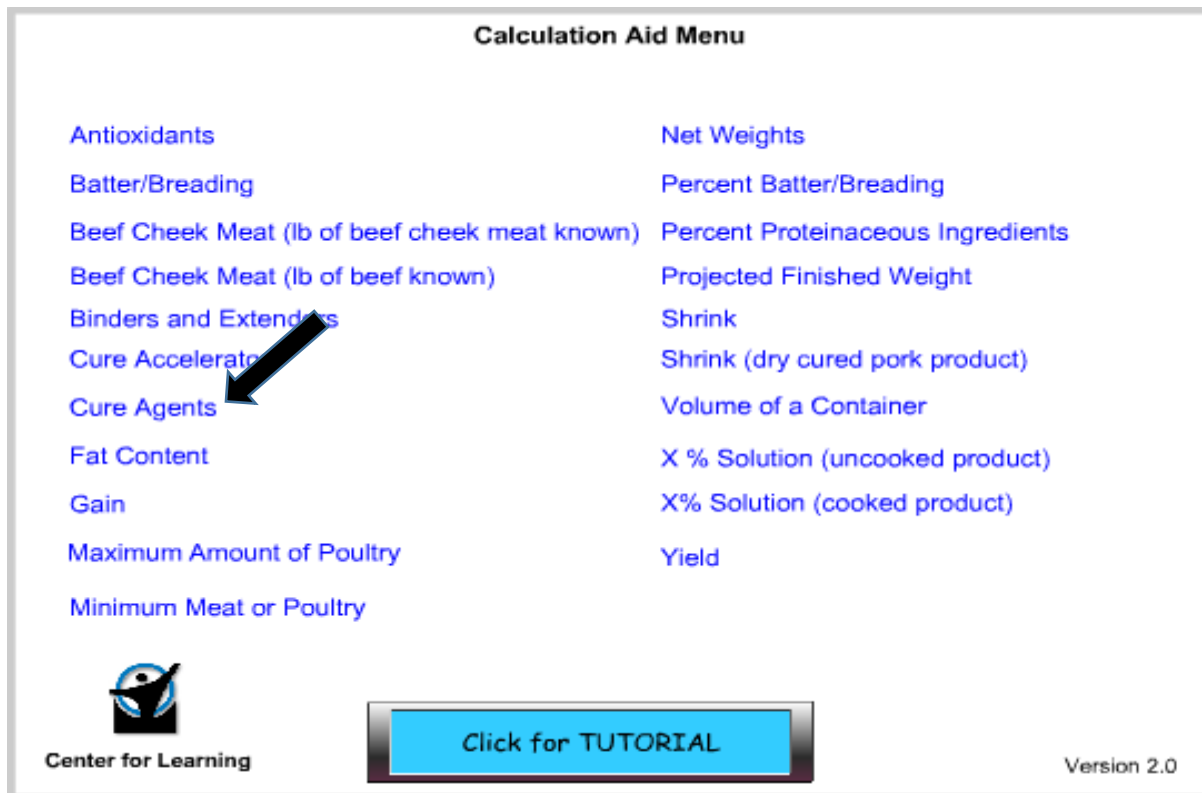 Calculation Aid Menu
Antioxidants
Batter/Breading
Beef Cheek Meat (lb of beef cheek meat known)
Beef Cheek Meat (lb of beef known)
Binders and Extenders
Cure
Cure Agents
Fat Content
Gain
Maximum Amount of Poultry
Minimum Meat or Poultry
Net Weights
Percent Batter/Breading
Percent Proteinaceous Ingredients
Projected Finished Weight
Shrink
Shrink (dry cured pork product)
Volume of a Container
X % Solution (uncooked product)
X% Solution (cooked product)
Yield
Center for Learning
Click for TUTORIAL
Version 2.0